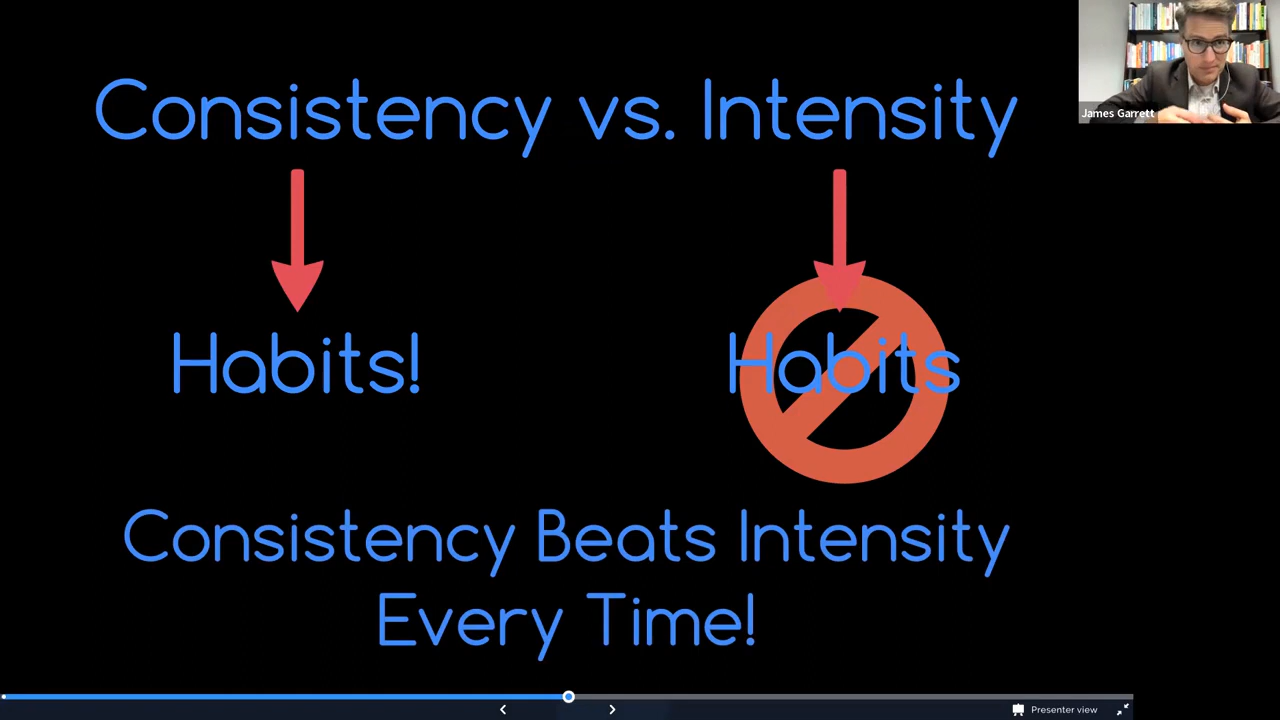 Consistency vs. Intensity
James Garrett
Habits!
Habits
Consistency Beats Intensity
Every Time!
Presenter view